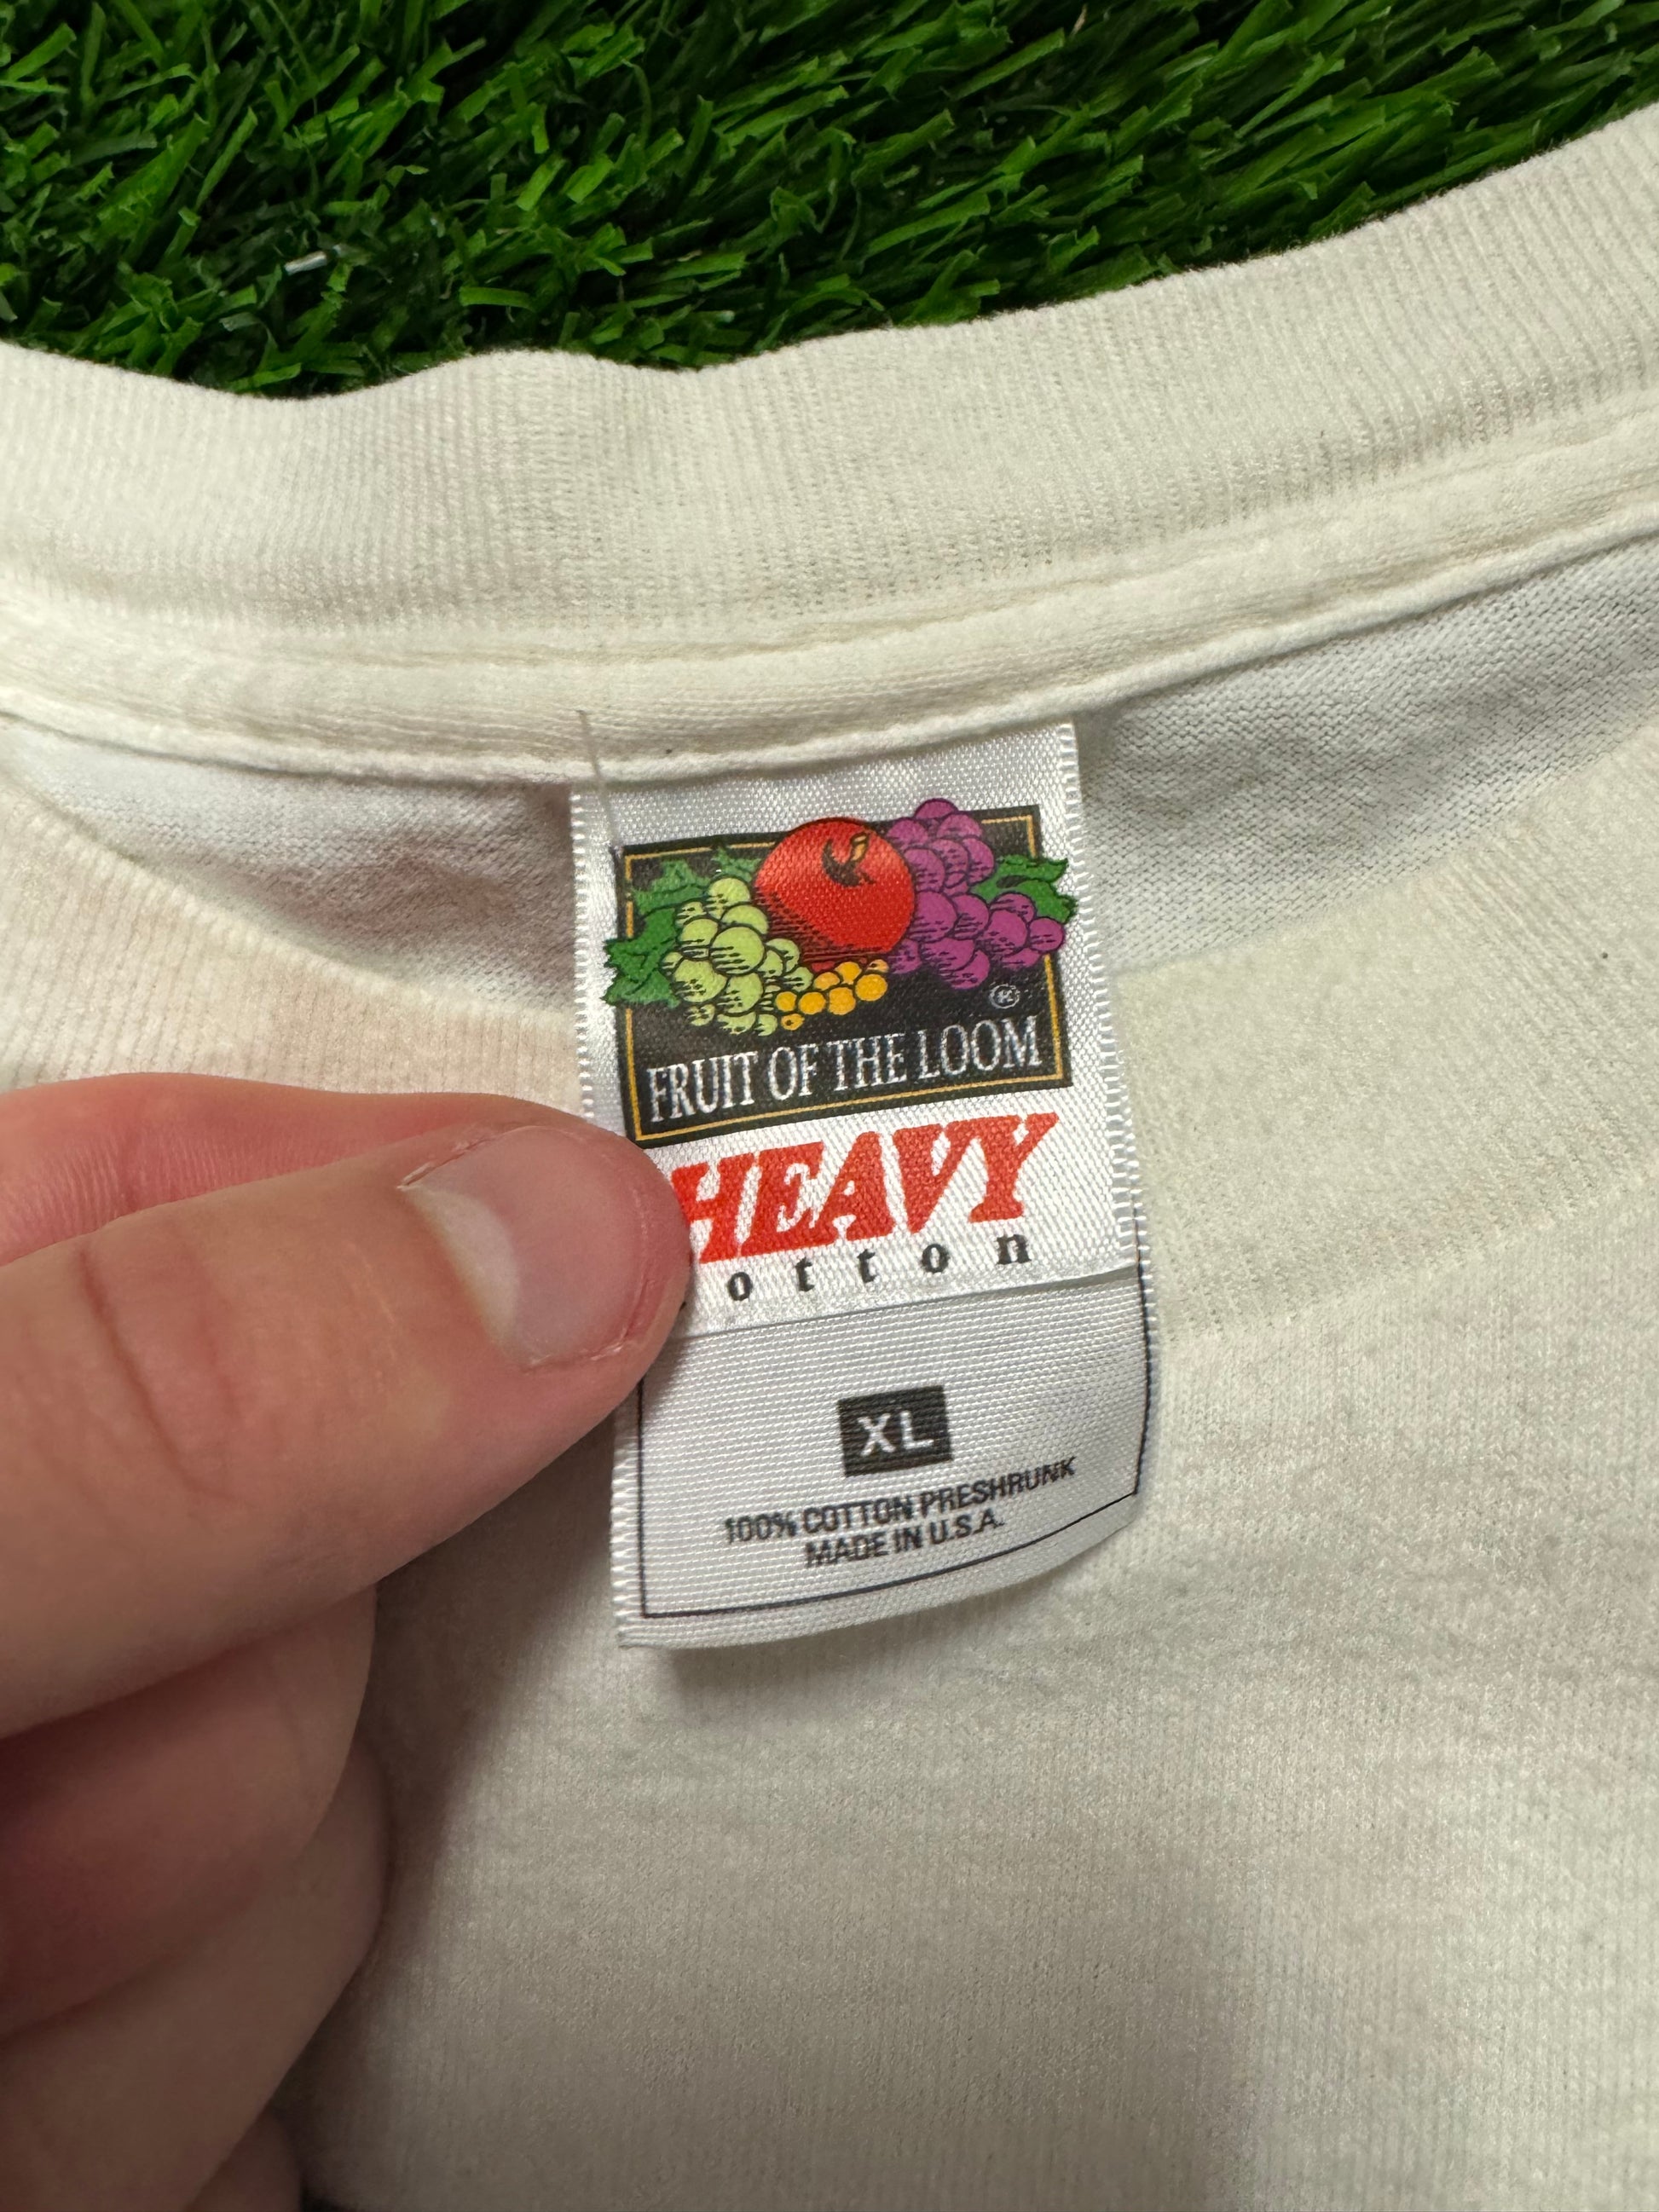 ®
FRUIT OF THE LOOM
HEAVY
otton
XL
100% COTTON PRESHRUNK
MADE IN U.S.A.